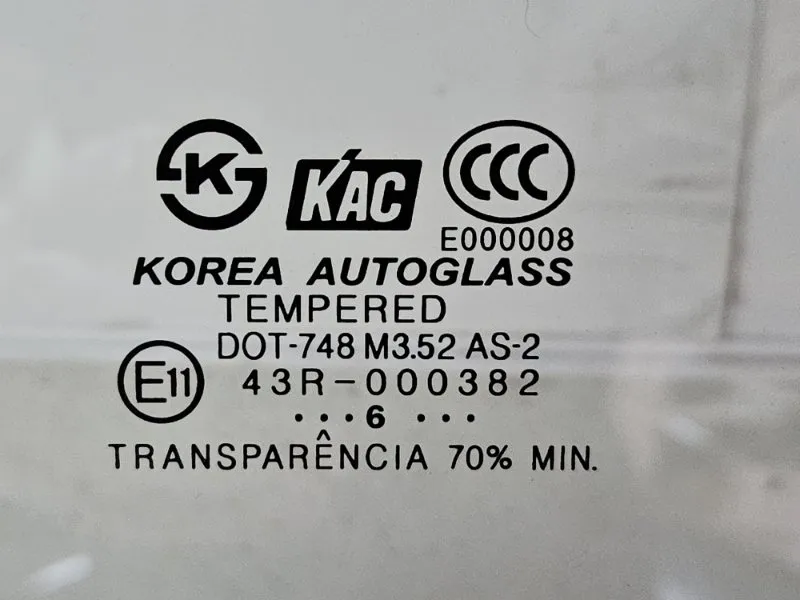 K KAC CCC
E000008
KOREA AUTOGLASS
TEMPERED
DOT-748 M3.52 AS-2
E11 43R-000382
...6 ...
TRANSPARÊNCIA 70% MIN.